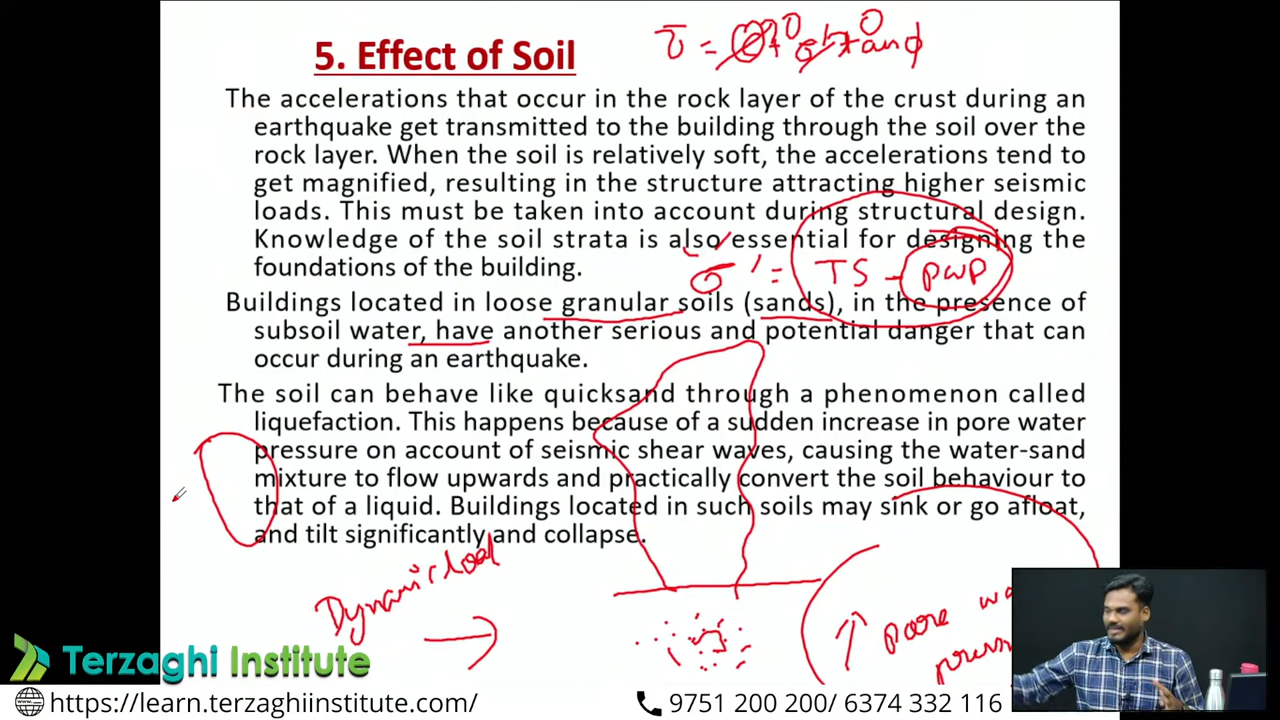 5. Effect of Soil
τ = c + σ' tan φ
0
0
The accelerations that occur in the rock layer of the crust during an
earthquake get transmitted to the building through the soil over the
rock layer. When the soil is relatively soft, the accelerations tend to
get magnified, resulting in the structure attracting higher seismic
loads. This must be taken into account during structural design.
Knowledge of the soil strata is also essential for designing the
foundations of the building.
σ' = TS - PWP
Buildings located in loose granular soils (sands), in the presence of
subsoil water, have another serious and potential danger that can
occur during an earthquake.
The soil can behave like quicksand through a phenomenon called
liquefaction. This happens because of a sudden increase in pore water
pressure on account of seismic shear waves, causing the water-sand
mixture to flow upwards and practically convert the soil behaviour to
that of a liquid. Buildings located in such soils may sink or go afloat,
and tilt significantly and collapse.
Dynamic load
↑ pore
Terzaghi Institute
https://learn.terzaghiinstitute.com/
9751 200 200/ 6374 332 116